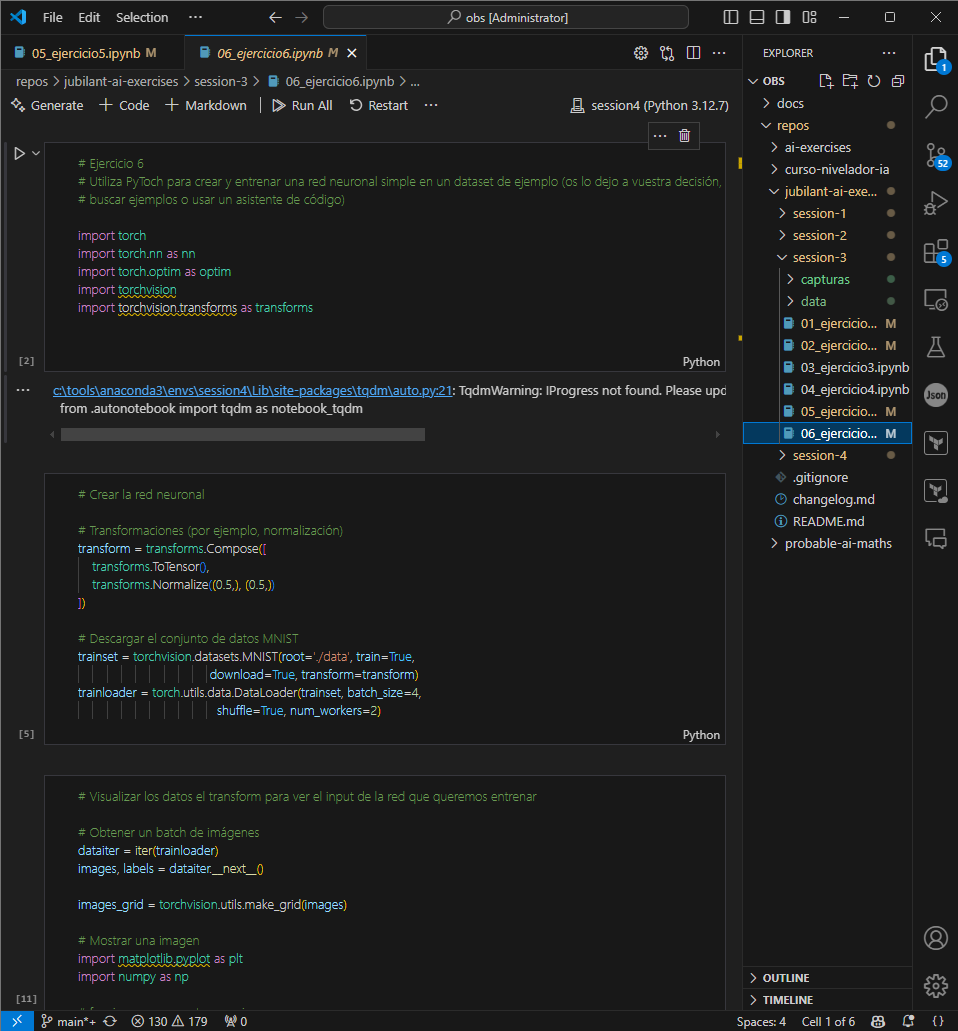 File Edit Selection ··· obs [Administrator]
05_ejercicio5.ipynb M 06_ejercicio6.ipynb M
repos > jubilant-ai-exercises > session-3 > 06_ejercicio6.ipynb > ...
Generate + Code + Markdown | Run All Restart ··· session4 (Python 3.12.7)
# Ejercicio 6
# Utiliza PyToch para crear y entrenar una red neuronal simple en un dataset de ejemplo (os lo dejo a vuestra decisión,
# buscar ejemplos o usar un asistente de código)
import torch
import torch.nn as nn
import torch.optim as optim
import torchvision
import torchvision.transforms as transforms
[2]
Python
c:\tools\anaconda3\envs\session4\Lib\site-packages\tqdm\auto.py:21: TqdmWarning: IProgress not found. Please upd
from .autonotebook import tqdm as notebook_tqdm
# Crear la red neuronal
# Transformaciones (por ejemplo, normalización)
transform = transforms.Compose([
transforms.ToTensor(),
transforms.Normalize((0.5,), (0.5,))
])
# Descargar el conjunto de datos MNIST
trainset = torchvision.datasets.MNIST(root='./data', train=True,
download=True, transform=transform)
trainloader = torch.utils.data.DataLoader(trainset, batch_size=4,
shuffle=True, num_workers=2)
[5]
Python
# Visualizar los datos el transform para ver el input de la red que queremos entrenar
# Obtener un batch de imágenes
dataiter = iter(trainloader)
images, labels = dataiter.__next__()
images_grid = torchvision.utils.make_grid(images)
# Mostrar una imagen
import matplotlib.pyplot as plt
import numpy as np
[11]
EXPLORER
OBS
docs
repos
ai-exercises
curso-nivelador-ia
jubilant-ai-exe...
session-1
session-2
session-3
capturas
data
01_ejercicio... M
02_ejercicio... M
03_ejercicio3.ipynb
04_ejercicio4.ipynb
05_ejercicio... M
06_ejercicio... M
session-4
.gitignore
changelog.md
README.md
probable-ai-maths
OUTLINE
TIMELINE
1
52
5
Json
main*+ 130 179 0 Spaces: 4 Cell 1 of 6 {}